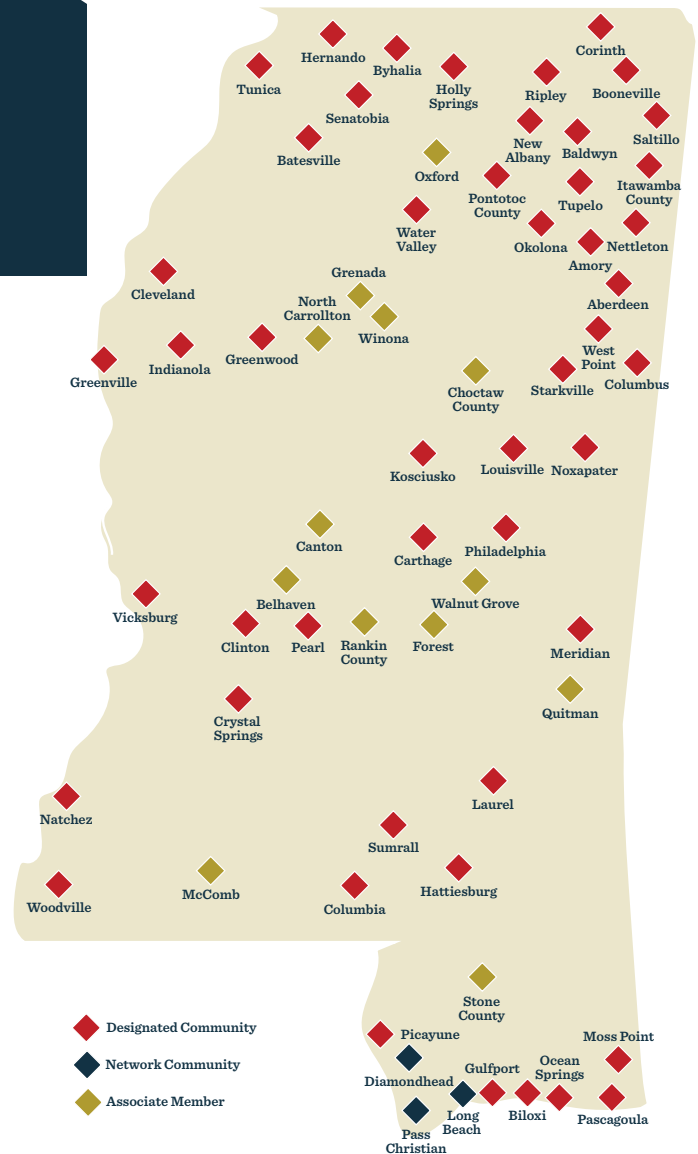 Corinth
Hernando
Byhalia
Tunica
Holly
Springs
Ripley
Booneville
Senatobia
Saltillo
New
Albany
Baldwyn
Batesville
Oxford
Itawamba
County
Pontotoc
County
Tupelo
Water
Valley
Okolona
Nettleton
Amory
Grenada
Cleveland
North
Carrollton
Aberdeen
Winona
West
Point
Greenwood
Indianola
Greenville
Choctaw
County
Starkville
Columbus
Kosciusko
Louisville
Noxapater
Canton
Carthage
Philadelphia
Belhaven
Walnut Grove
Vicksburg
Clinton
Pearl
Rankin
County
Forest
Meridian
Quitman
Crystal
Springs
Laurel
Natchez
Sumrall
McComb
Hattiesburg
Woodville
Columbia
Stone
County
Designated Community
Picayune
Moss Point
Network Community
Gulfport
Ocean
Springs
Diamondhead
Associate Member
Long
Beach
Biloxi
Pascagoula
Pass
Christian